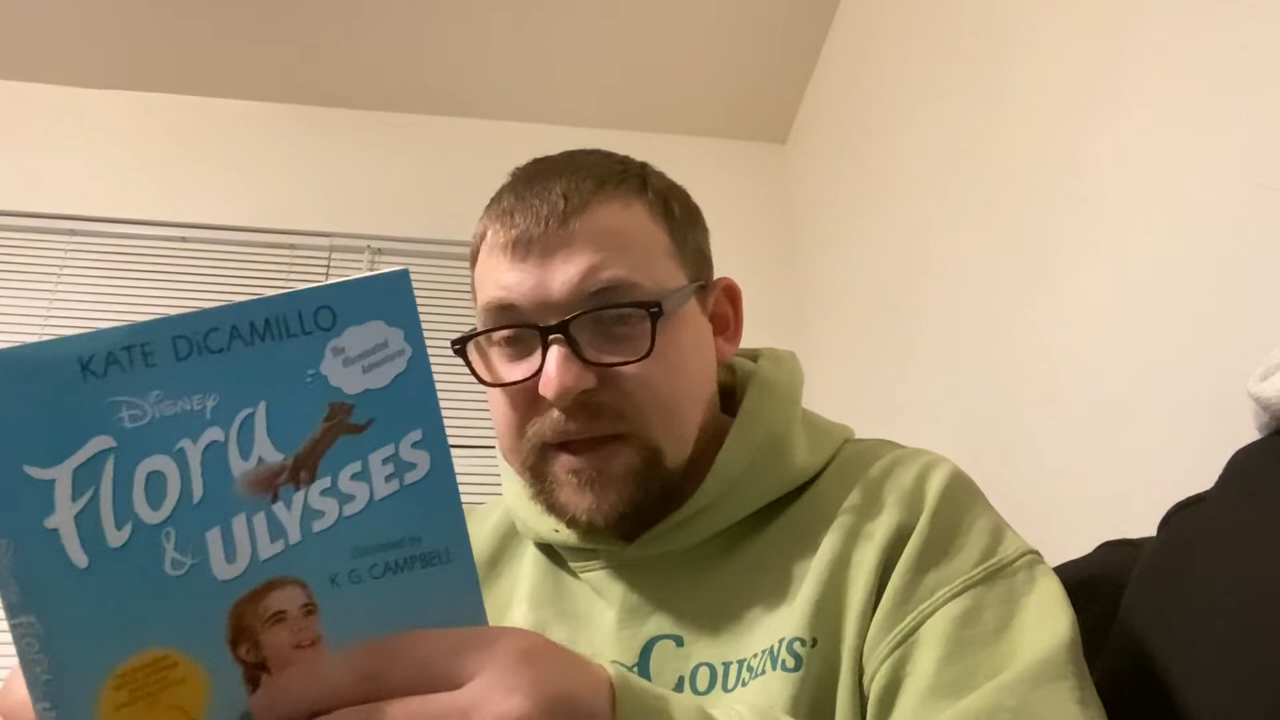 KATE DiCAMILLO
The
Illuminated
Adventures
DISNEY
Flora
& ULYSSES
illustrated by
K. G. CAMPBELL
COUSINS'